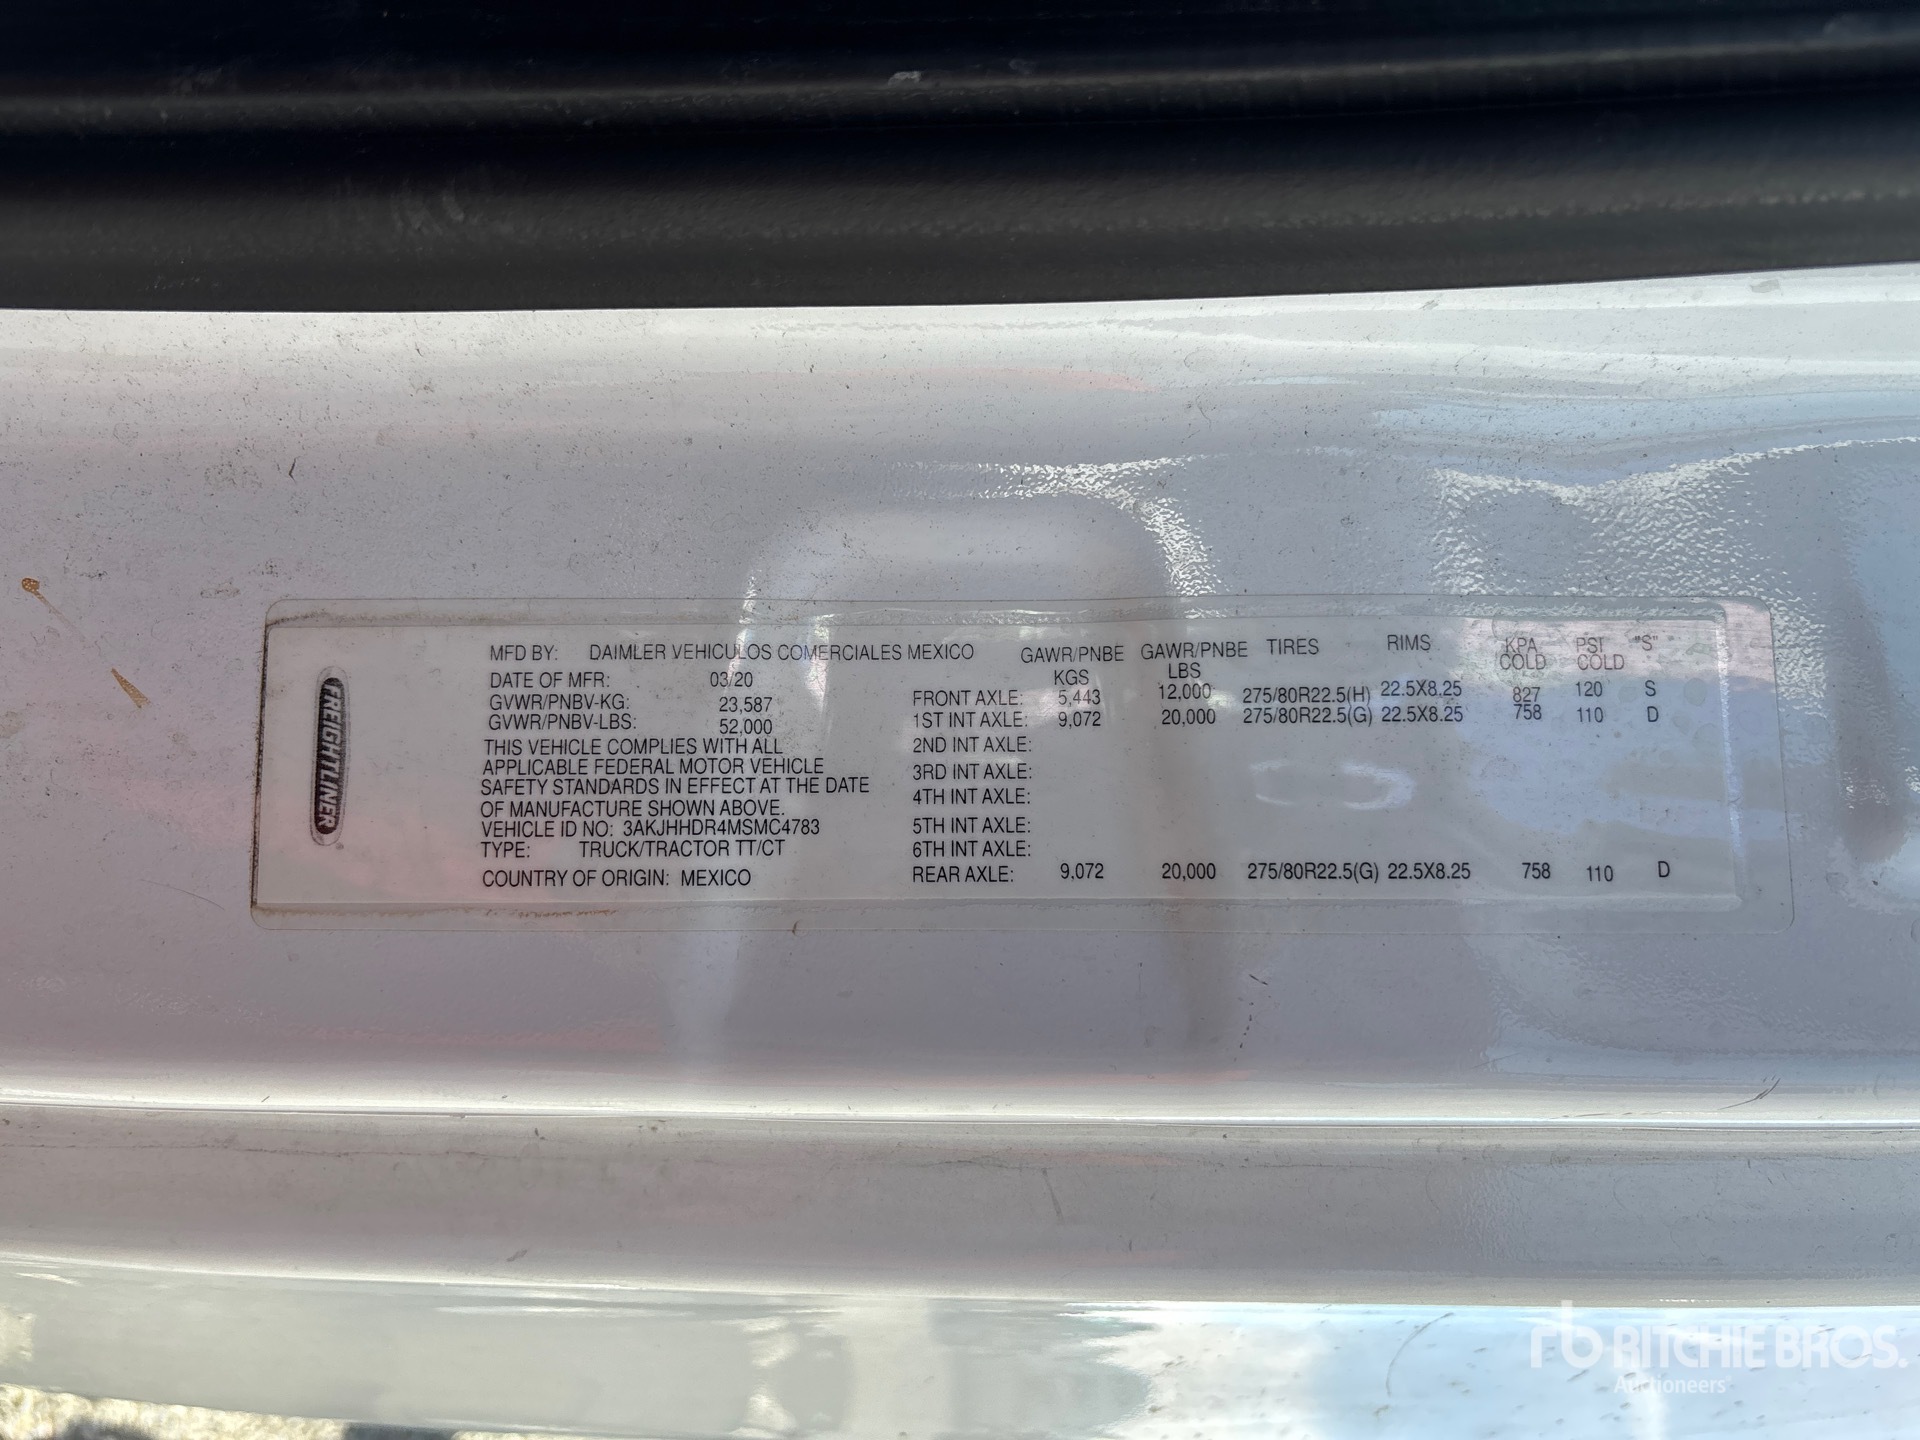 FREIGHTLINER
MFD BY: DAIMLER VEHICULOS COMERCIALES MEXICO
DATE OF MFR: 03/20
GVWR/PNBV-KG: 23,587
GVWR/PNBV-LBS: 52,000
THIS VEHICLE COMPLIES WITH ALL
APPLICABLE FEDERAL MOTOR VEHICLE
SAFETY STANDARDS IN EFFECT AT THE DATE
OF MANUFACTURE SHOWN ABOVE.
VEHICLE ID NO: 3AKJHHDR4MSMC4783
TYPE: TRUCK/TRACTOR TT/CT
COUNTRY OF ORIGIN: MEXICO
GAWR/PNBE GAWR/PNBE TIRES RIMS KPA PSI "S"
KGS LBS COLD COLD
FRONT AXLE: 5,443 12,000 275/80R22.5(H) 22.5X8.25 827 120 S
1ST INT AXLE: 9,072 20,000 275/80R22.5(G) 22.5X8.25 758 110 D
2ND INT AXLE:
3RD INT AXLE:
4TH INT AXLE:
5TH INT AXLE:
6TH INT AXLE:
REAR AXLE: 9,072 20,000 275/80R22.5(G) 22.5X8.25 758 110 D
rb RITCHIE BROS.
Auctioneers